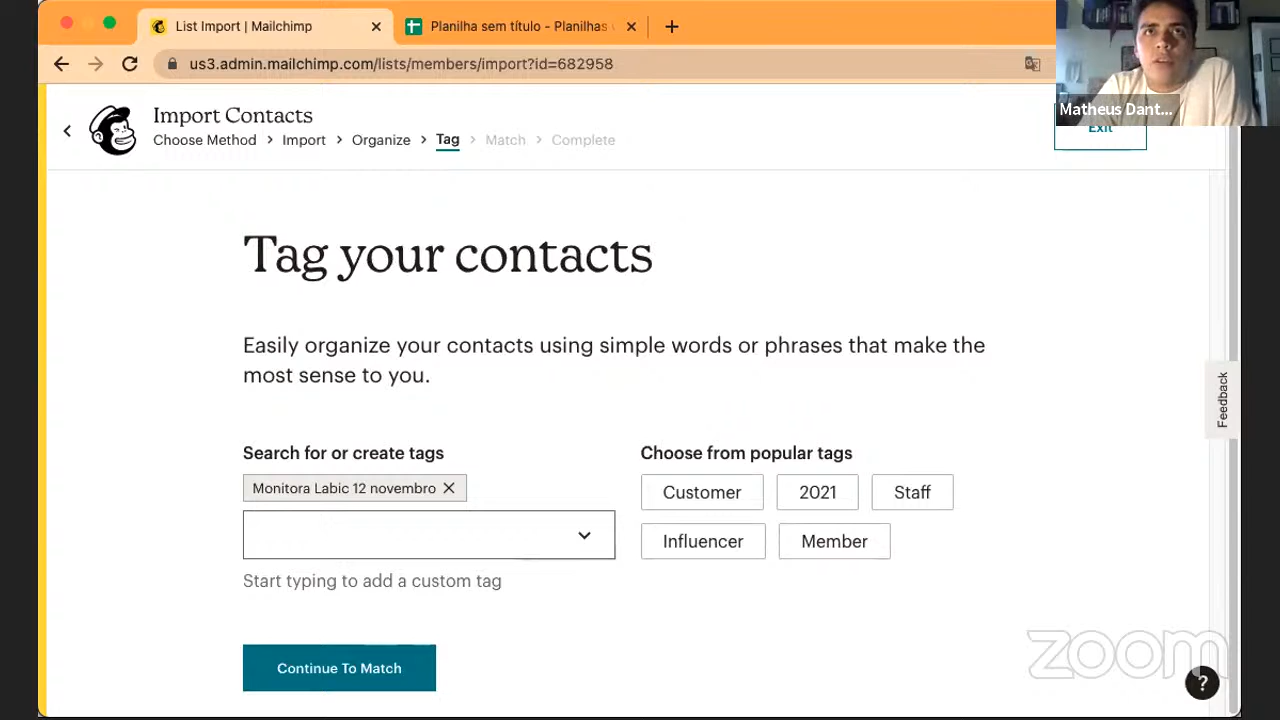 List Import | Mailchimp
Planilha sem título - Planilhas
us3.admin.mailchimp.com/lists/members/import?id=682958
Matheus Dant...
Exit
Import Contacts
Choose Method > Import > Organize > Tag > Match > Complete
Tag your contacts
Easily organize your contacts using simple words or phrases that make the
most sense to you.
Feedback
Search for or create tags
Monitora Labic 12 novembro
Start typing to add a custom tag
Choose from popular tags
Customer 2021 Staff
Influencer Member
Continue To Match
zoom
?